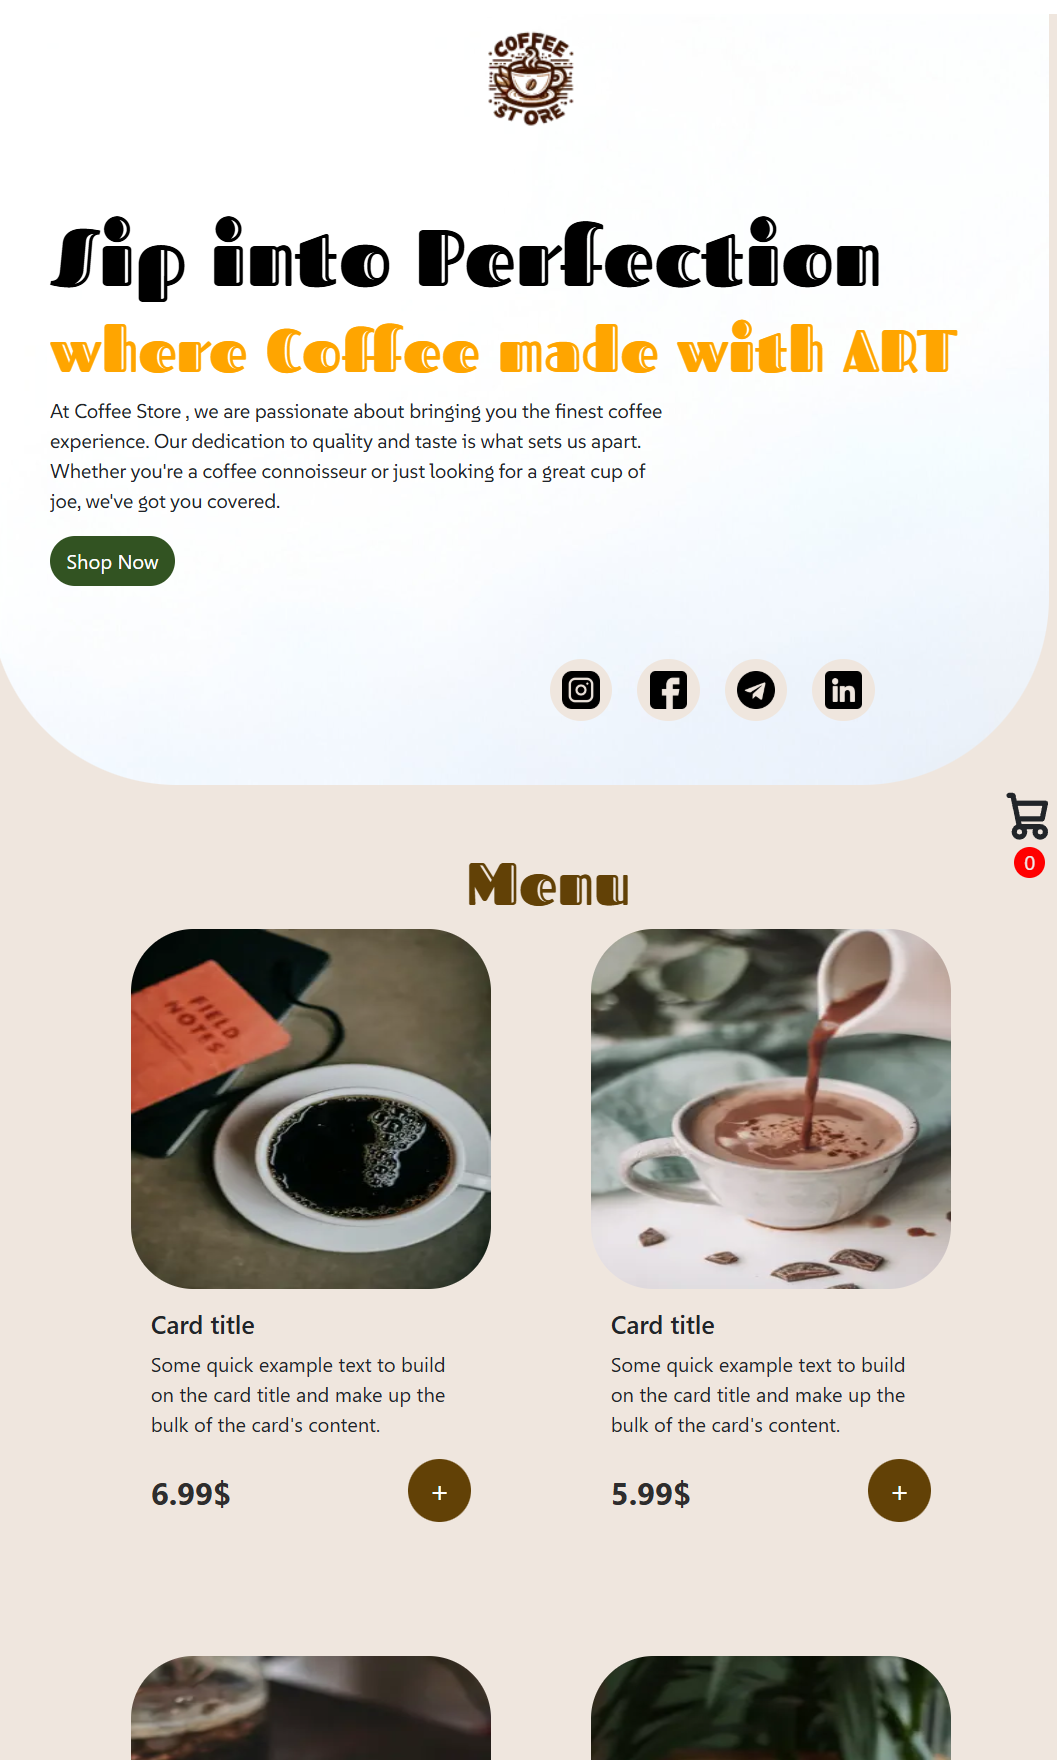 COFFEE
STORE
Sip into Perfection
where Coffee made with ART
At Coffee Store , we are passionate about bringing you the finest coffee
experience. Our dedication to quality and taste is what sets us apart.
Whether you're a coffee connoisseur or just looking for a great cup of
joe, we've got you covered.
Shop Now
0
Menu
FIELD
NOTES
Card title
Some quick example text to build
on the card title and make up the
bulk of the card's content.
6.99$
+
Card title
Some quick example text to build
on the card title and make up the
bulk of the card's content.
5.99$
+